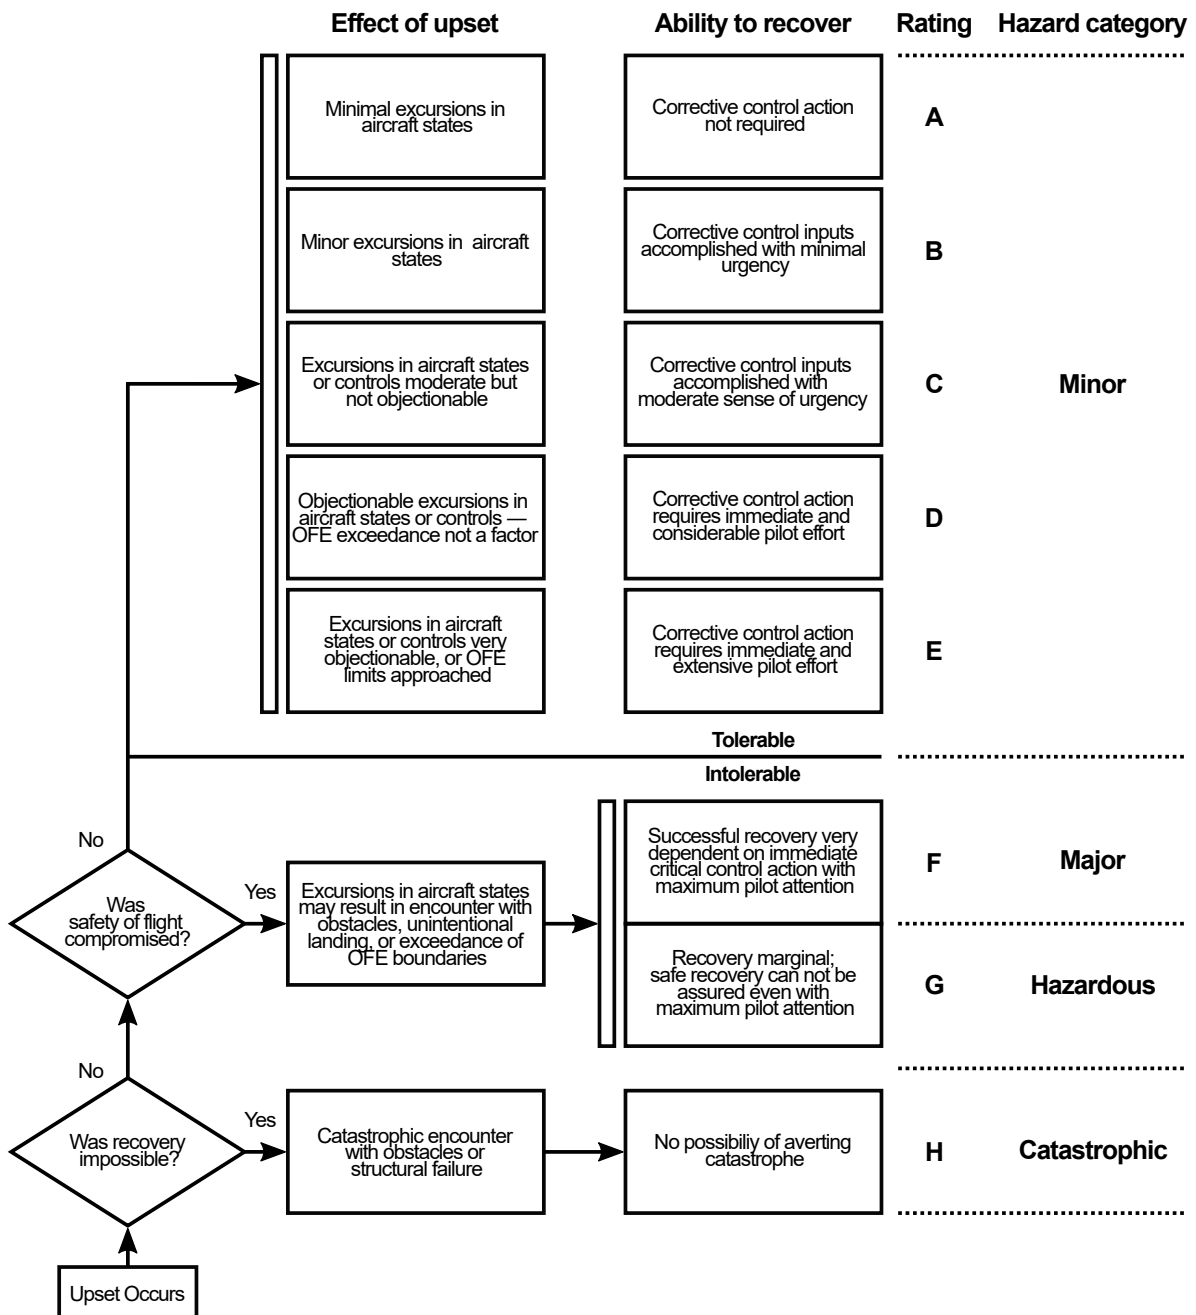 Effect of upset
Ability to recover
Rating
Hazard category
Minimal excursions in
aircraft states
Corrective control action
not required
A
Minor excursions in aircraft
states
Corrective control inputs
accomplished with minimal
urgency
B
Excursions in aircraft states
or controls moderate but
not objectionable
Corrective control inputs
accomplished with
moderate sense of urgency
C
Minor
Objectionable excursions in
aircraft states or controls —
OFE exceedance not a factor
Corrective control action
requires immediate and
considerable pilot effort
D
Excursions in aircraft
states or controls very
objectionable, or OFE
limits approached
Corrective control action
requires immediate and
extensive pilot effort
E
Tolerable
Intolerable
No
Was
safety of flight
compromised?
Yes
Excursions in aircraft states
may result in encounter with
obstacles, unintentional
landing, or exceedance of
OFE boundaries
Successful recovery very
dependent on immediate
critical control action with
maximum pilot attention
F
Major
Recovery marginal;
safe recovery can not be
assured even with
maximum pilot attention
G
Hazardous
No
Was recovery
impossible?
Yes
Catastrophic encounter
with obstacles or
structural failure
No possibiliy of averting
catastrophe
H
Catastrophic
Upset Occurs